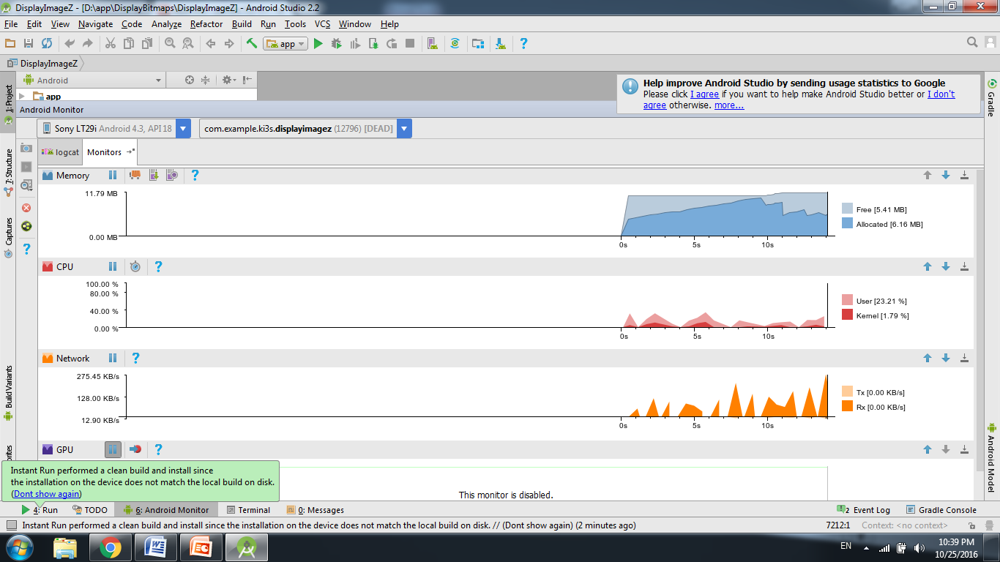 DisplayImageZ - [D:\app\DisplayBitmaps\DisplayImageZ] - Android Studio 2.2
File Edit View Navigate Code Analyze Refactor Build Run Tools VCS Window Help
app
DisplayImageZ
Android
app
Help improve Android Studio by sending usage statistics to Google
Please click I agree if you want to help make Android Studio better or I don't
agree otherwise. more...
Android Monitor
Sony LT29i Android 4.3, API 18
com.example.ki3s.displayimagez (12796) [DEAD]
logcat Monitors
1: Project
7: Structure
Captures
Build Variants
Gradle
Android Model
Memory
11.79 MB
0.00 MB
0s 5s 10s
Free [5.41 MB]
Allocated [6.16 MB]
CPU
100.00 %
80.00 %
40.00 %
0.00 %
0s 5s 10s
User [23.21 %]
Kernel [1.79 %]
Network
275.45 KB/s
128.00 KB/s
12.90 KB/s
0s 5s 10s
Tx [0.00 KB/s]
Rx [0.00 KB/s]
GPU
This monitor is disabled.
Instant Run performed a clean build and install since
the installation on the device does not match the local build on disk.
(Dont show again)
4: Run TODO 6: Android Monitor Terminal 0: Messages 2 Event Log Gradle Console
Instant Run performed a clean build and install since the installation on the device does not match the local build on disk. // (Dont show again) (2 minutes ago) 7212:1 Context: <no context>
EN
10:39 PM
10/25/2016